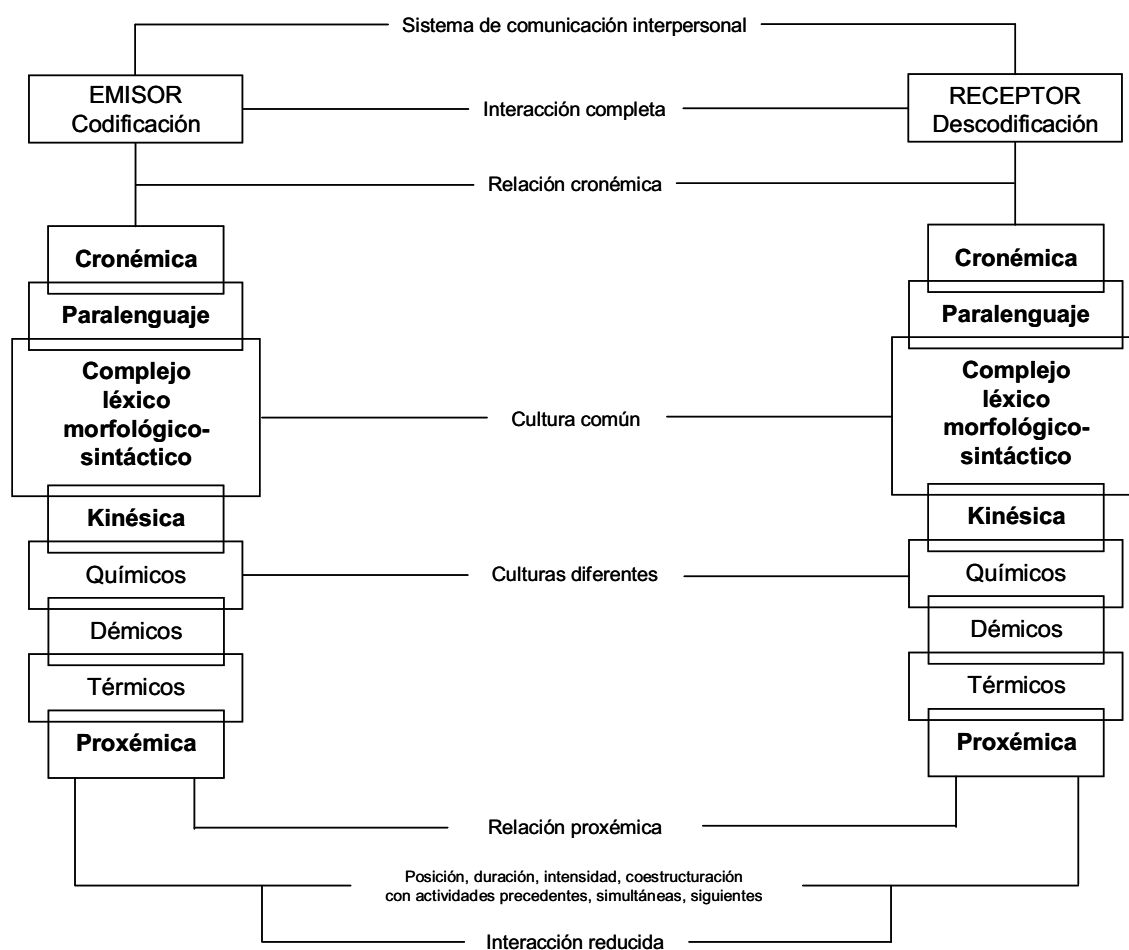 Sistema de comunicación interpersonal
EMISOR
Codificación
Interacción completa
RECEPTOR
Descodificación
Relación cronémica
Cronémica
Cronémica
Paralenguaje
Paralenguaje
Complejo
léxico
morfológico-
sintáctico
Cultura común
Complejo
léxico
morfológico-
sintáctico
Kinésica
Kinésica
Químicos
Culturas diferentes
Químicos
Démicos
Démicos
Térmicos
Térmicos
Proxémica
Proxémica
Relación proxémica
Posición, duración, intensidad, coestructuración
con actividades precedentes, simultáneas, siguientes
Interacción reducida